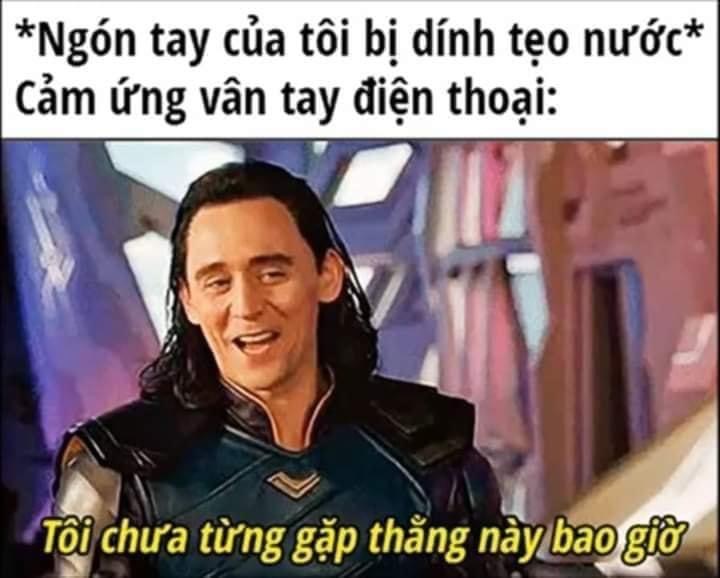 *Ngón tay của tôi bị dính tẹo nước*
Cảm ứng vân tay điện thoại:
Tôi chưa từng gặp thằng này bao giờ